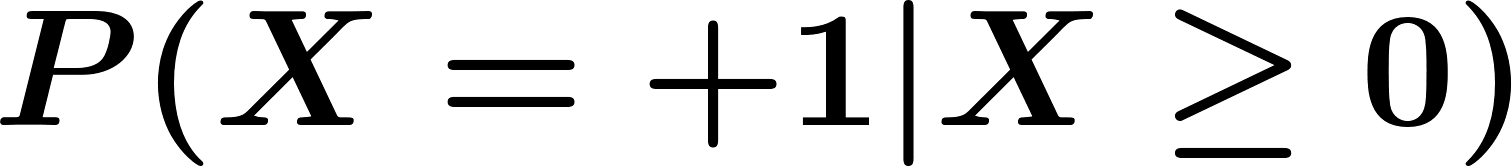 P(X = +1|X ≥ 0)